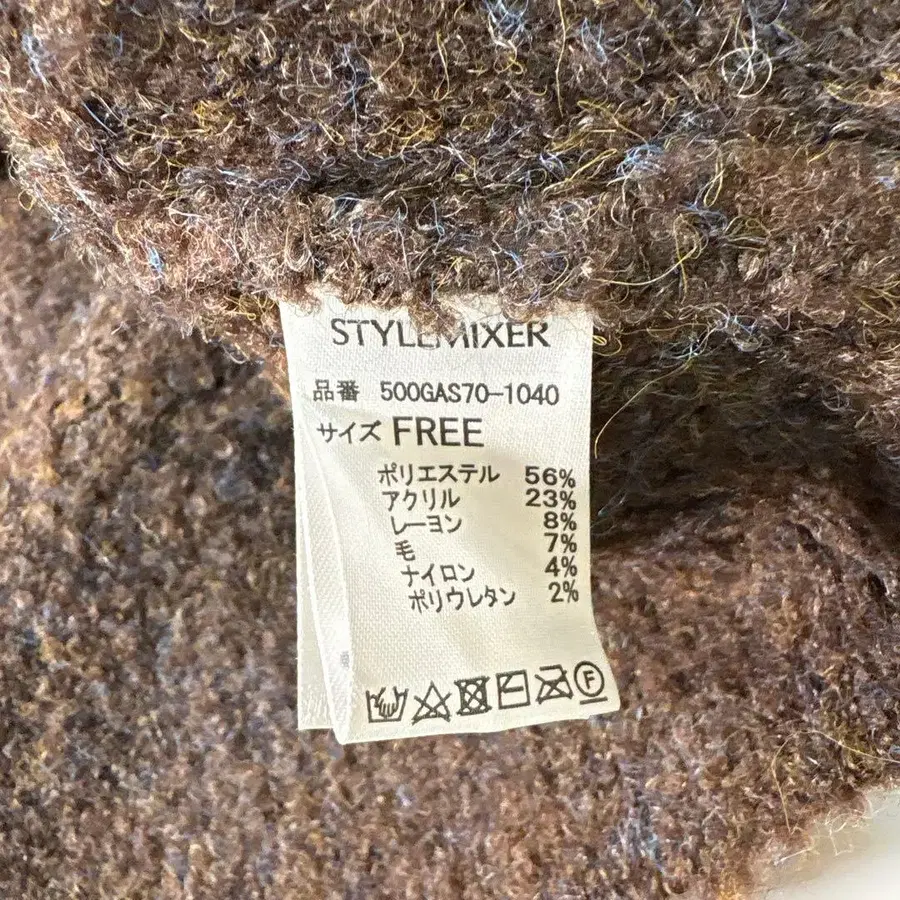 STYLEMIXER
品番 500GAS70-1040
サイズ FREE
ポリエステル 56%
アクリル 23%
レーヨン 8%
毛 7%
ナイロン 4%
ポリウレタン 2%
F